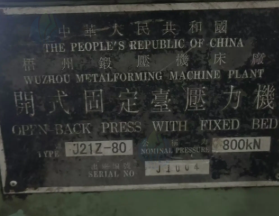 中華人民共和國
THE PEOPLE'S REPUBLIC OF CHINA
梧州鍛壓機床廠
WUZHOU METALFORMING MACHINE PLANT
開式固定臺壓力機
OPEN BACK PRESS WITH FIXED BED
TYPE J21Z-80 NOMINAL PRESSURE 800kN
SERIAL NO